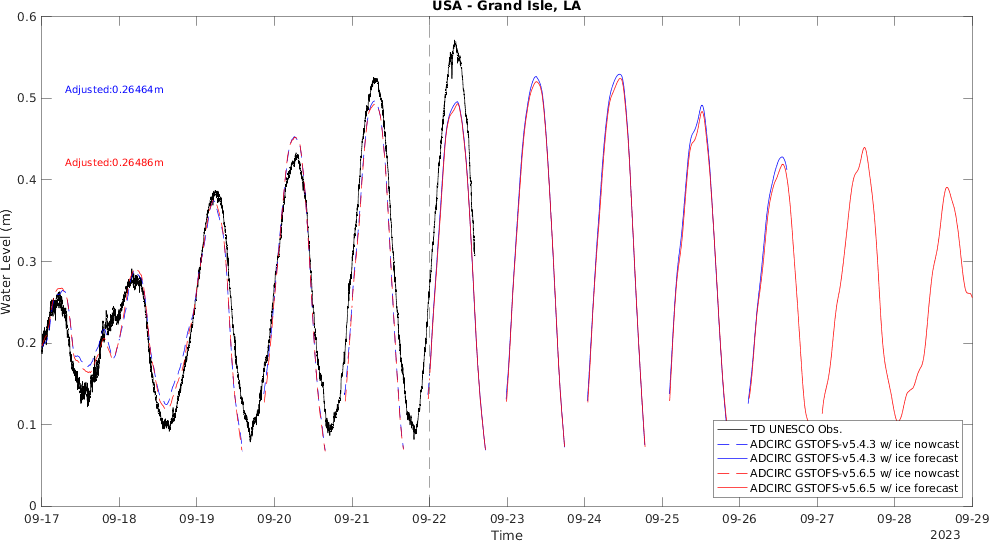 USA - Grand Isle, LA
0.6
0.5
0.4
0.3
0.2
0.1
0
Water Level (m)
Adjusted:0.26464m
Adjusted:0.26486m
TD UNESCO Obs.
ADCIRC GSTOFS-v5.4.3 w/ ice nowcast
ADCIRC GSTOFS-v5.4.3 w/ ice forecast
ADCIRC GSTOFS-v5.6.5 w/ ice nowcast
ADCIRC GSTOFS-v5.6.5 w/ ice forecast
09-17 09-18 09-19 09-20 09-21 09-22 09-23 09-24 09-25 09-26 09-27 09-28 09-29
Time
2023